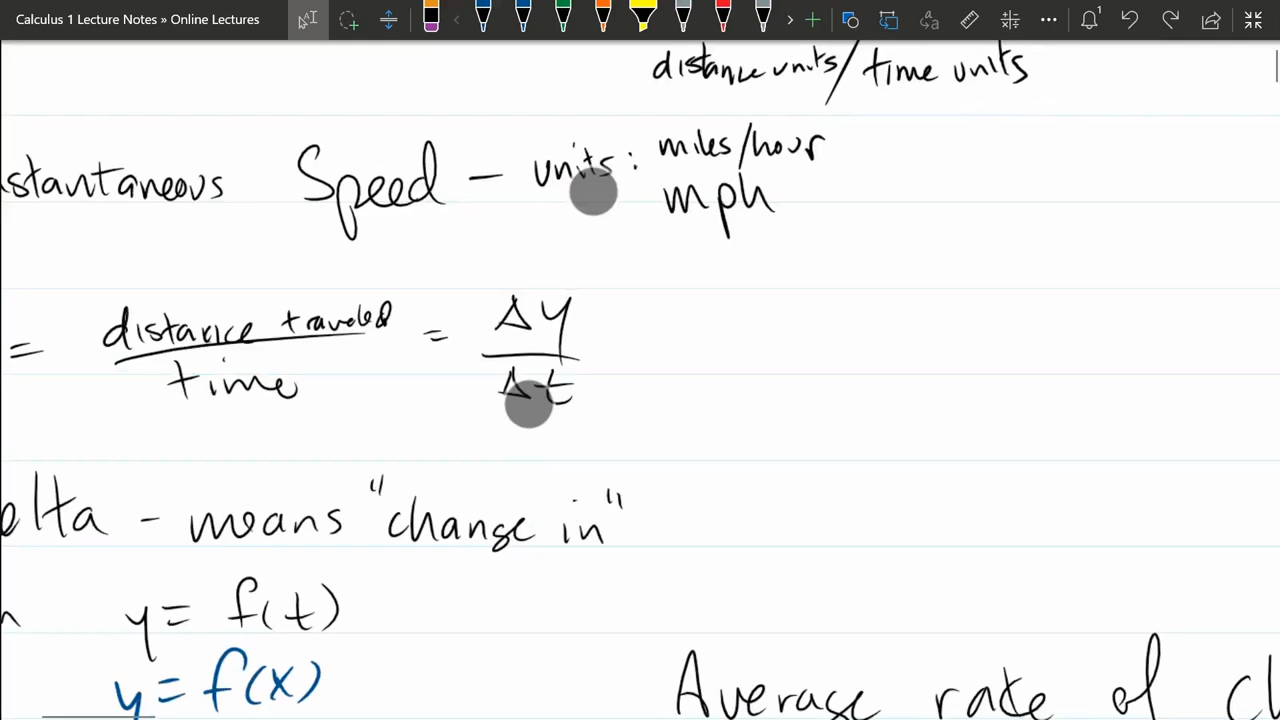 Calculus 1 Lecture Notes » Online Lectures
distance units/time units
stantaneous Speed - units: miles/hour
mph
= distance traveled / time = Δy / Δt
elta - means "change in"
y = f(t)
y = f(x)
Average rate of